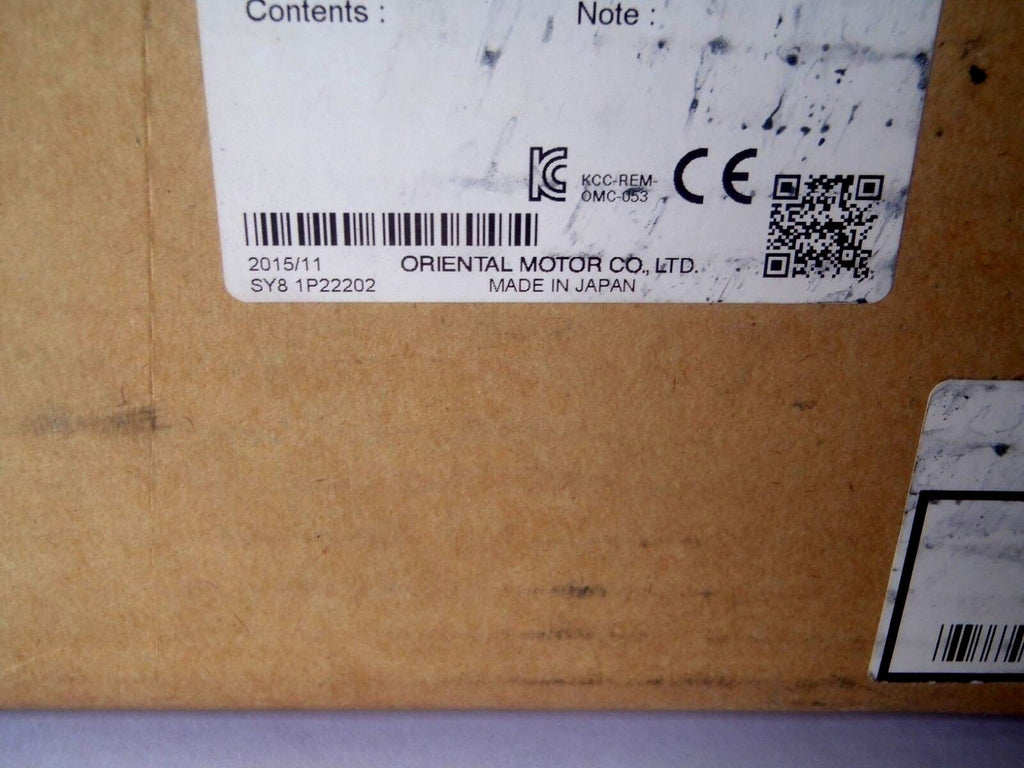 Contents : Note :
KCC-REM-
OMC-053
CE
2015/11 ORIENTAL MOTOR CO., LTD.
SY8 1P22202 MADE IN JAPAN